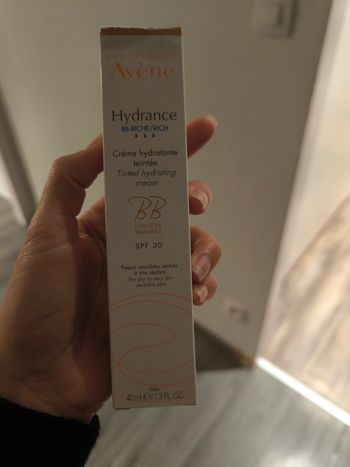 EAU THERMALE
Avène
Hydrance
BB-RICHE/RICH
Crème hydratante
teintée
Tinted hydrating
cream
BB
LUMIÈRE
RADIANCE
SPF 30
Peaux sensibles sèches
à très sèches
For dry to very dry
sensitive skin
40 ml e 1.3 FL. OZ.